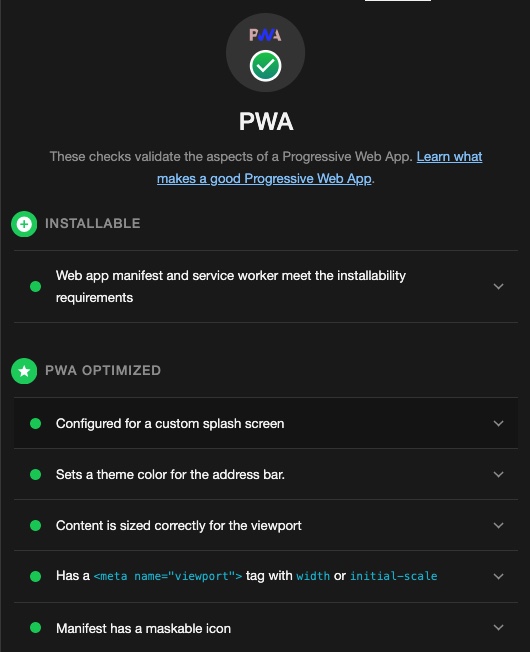 PWA
PWA
These checks validate the aspects of a Progressive Web App. Learn what
makes a good Progressive Web App.
INSTALLABLE
Web app manifest and service worker meet the installability
requirements
PWA OPTIMIZED
Configured for a custom splash screen
Sets a theme color for the address bar.
Content is sized correctly for the viewport
Has a <meta name="viewport"> tag with width or initial-scale
Manifest has a maskable icon